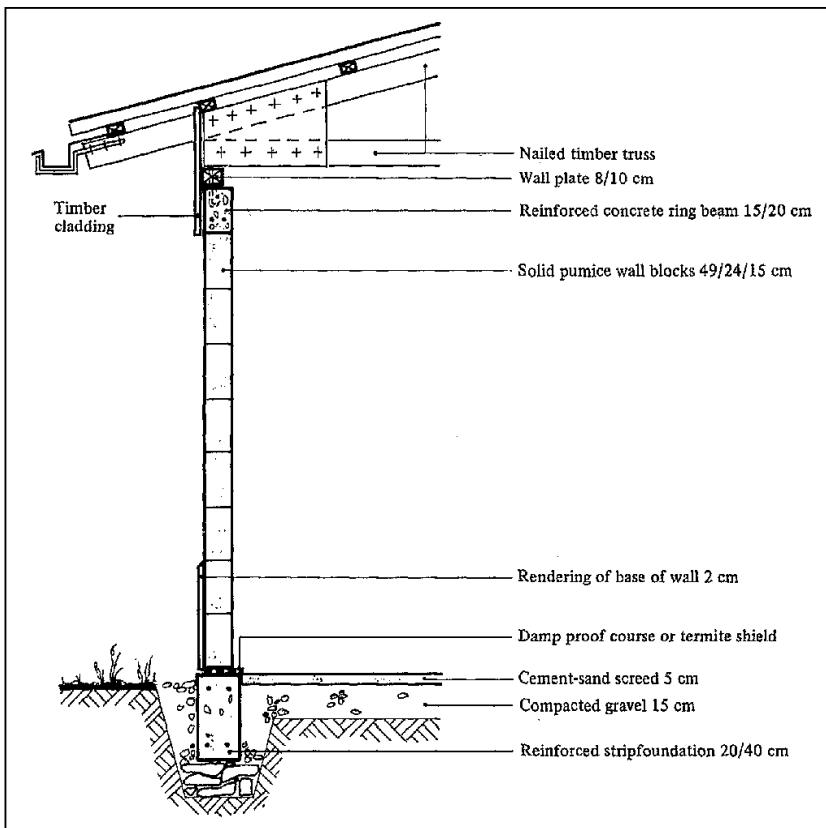 Nailed timber truss
Wall plate 8/10 cm
Timber
cladding
Reinforced concrete ring beam 15/20 cm
Solid pumice wall blocks 49/24/15 cm
Rendering of base of wall 2 cm
Damp proof course or termite shield
Cement-sand screed 5 cm
Compacted gravel 15 cm
Reinforced stripfoundation 20/40 cm